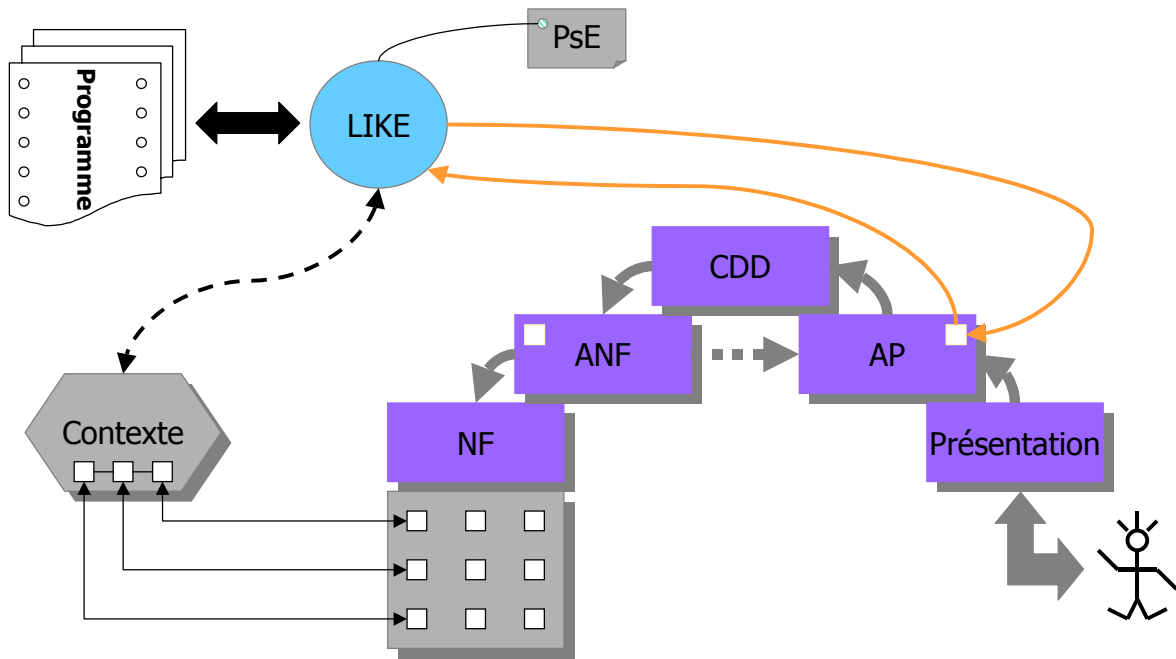 PsE
Programme
LIKE
CDD
ANF
AP
Contexte
NF
Présentation